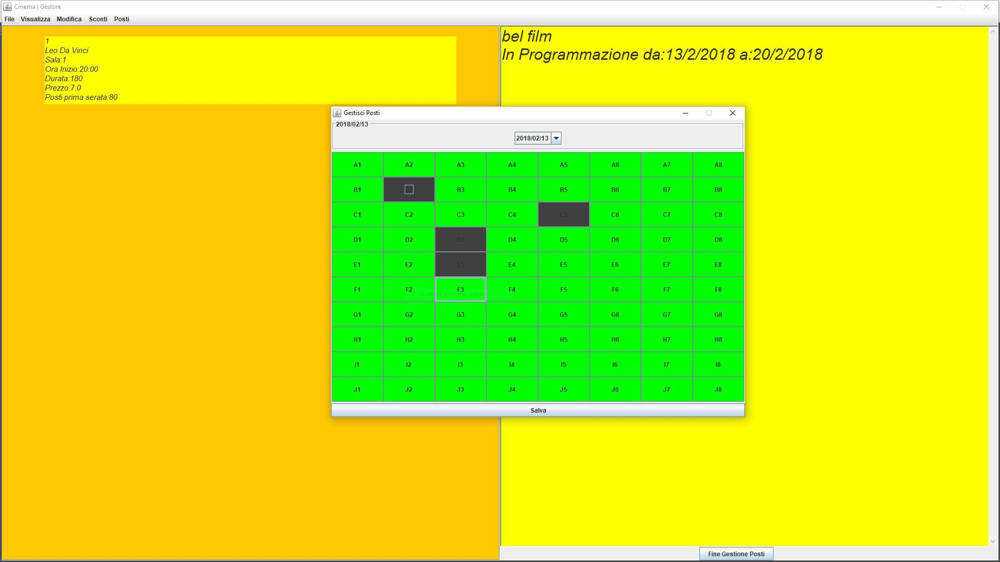 Cinema | Gestore
File Visualizza Modifica Sconti Posti
1
Leo Da Vinci
Sala:1
Ora Inizio:20:00
Durata:180
Prezzo:7.0
Posti prima serata:80
bel film
In Programmazione da:13/2/2018 a:20/2/2018
Gestisci Posti
2018/02/13
2018/02/13
A1 A2 A3 A4 A5 A6 A7 A8
B1 B3 B4 B5 B6 B7 B8
C1 C2 C3 C4 C5 C6 C7 C8
D1 D2 D3 D4 D5 D6 D7 D8
E1 E2 E3 E4 E5 E6 E7 E8
F1 F2 F3 F4 F5 F6 F7 F8
Cattura schermo intero
G1 G2 G3 G4 G5 G6 G7 G8
H1 H2 H3 H4 H5 H6 H7 H8
I1 I2 I3 I4 I5 I6 I7 I8
J1 J2 J3 J4 J5 J6 J7 J8
Salva
Fine Gestione Posti